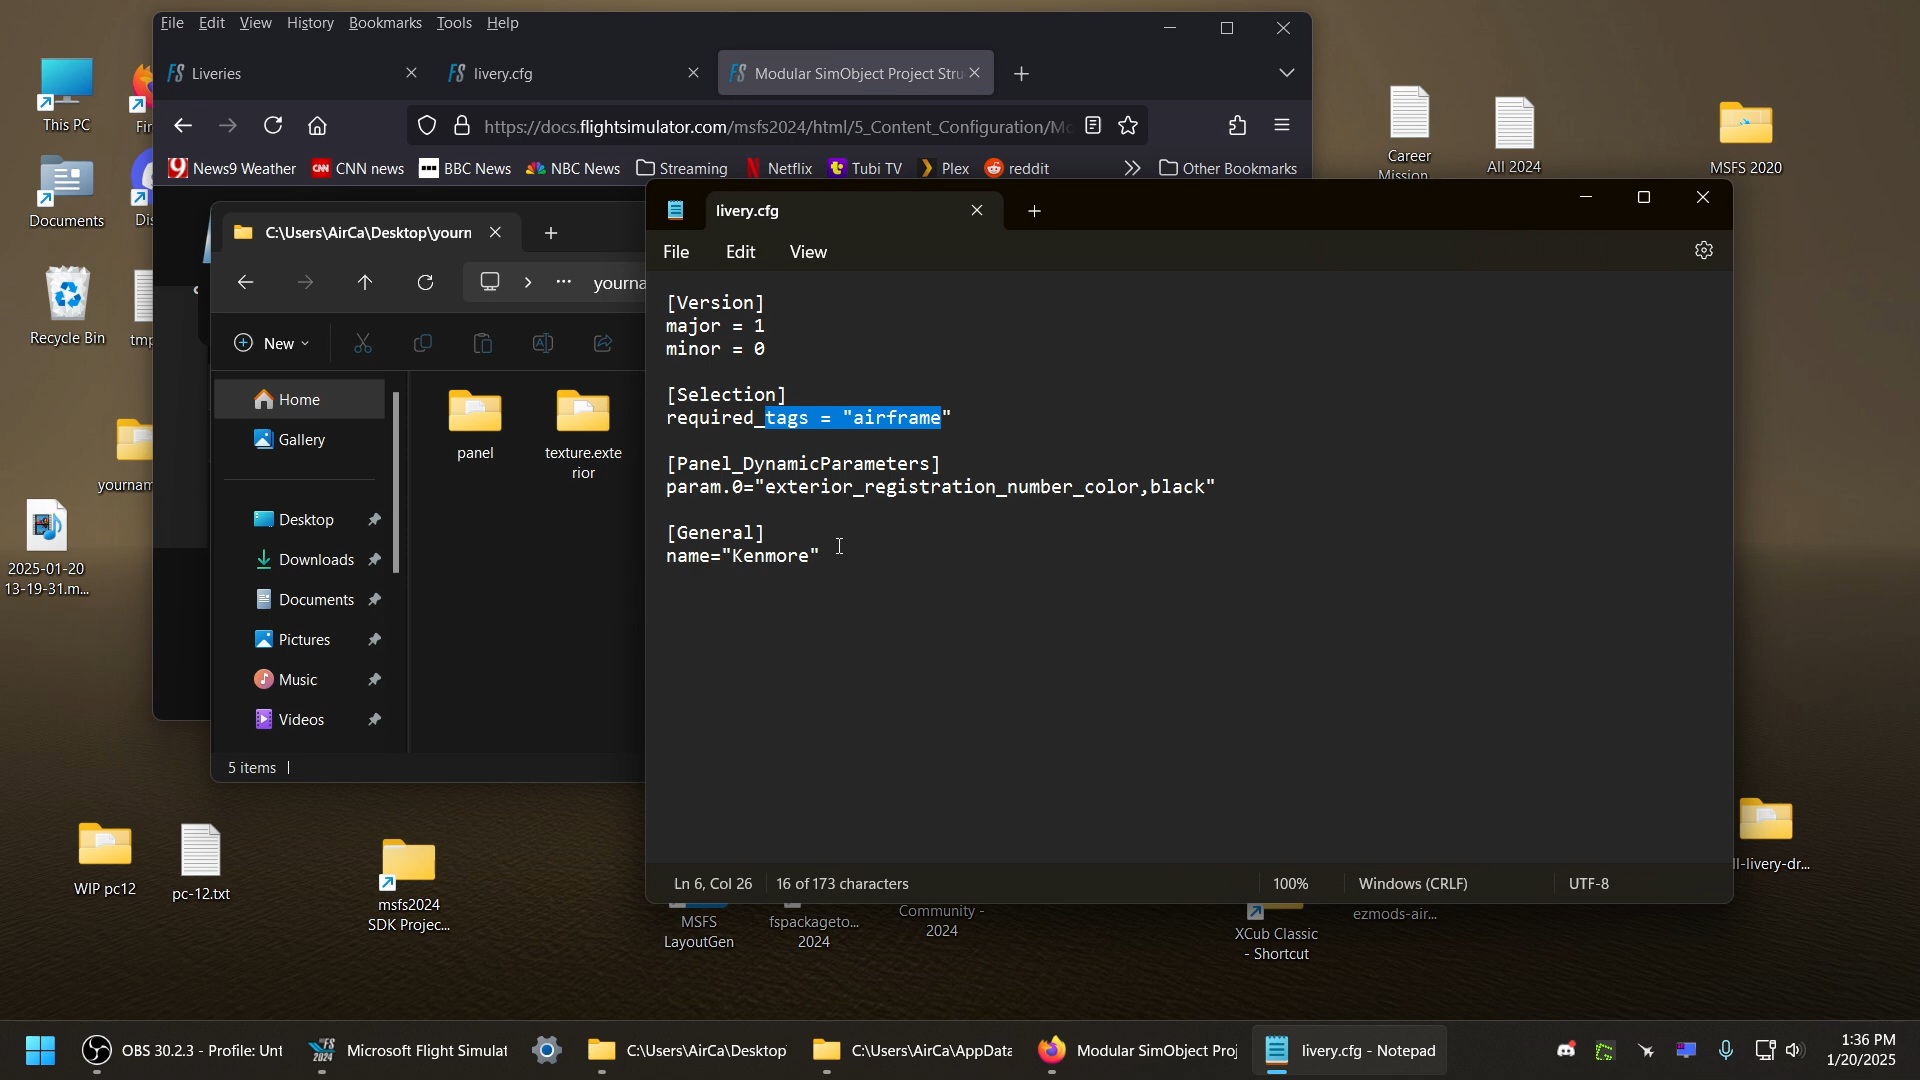 File Edit View History Bookmarks Tools Help
Liveries
livery.cfg
Modular SimObject Project Stru
https://docs.flightsimulator.com/msfs2024/html/5_Content_Configuration/Mo
News9 Weather CNN news BBC News NBC News Streaming Netflix Tubi TV Plex reddit Other Bookmarks
This PC
Documents
Recycle Bin
2025-01-20
13-19-31.m...
WIP pc12
pc-12.txt
msfs2024
SDK Projec...
Career
Mission
All 2024
MSFS 2020
C:\Users\AirCa\Desktop\yourn
yourna
New
Home
Gallery
Desktop
Downloads
Documents
Pictures
Music
Videos
panel
texture.exte
rior
5 items
livery.cfg
File Edit View
[Version]
major = 1
minor = 0
[Selection]
required_tags = "airframe"
[Panel_DynamicParameters]
param.0="exterior_registration_number_color,black"
[General]
name="Kenmore"
Ln 6, Col 26 16 of 173 characters 100% Windows (CRLF) UTF-8
MSFS
LayoutGen
fspackageto...
2024
Community -
2024
XCub Classic
- Shortcut
ezmods-air...
ll-livery-dr...
OBS 30.2.3 - Profile: Unt
Microsoft Flight Simulat
C:\Users\AirCa\Desktop
C:\Users\AirCa\AppData
Modular SimObject Proj
livery.cfg - Notepad
1:36 PM
1/20/2025